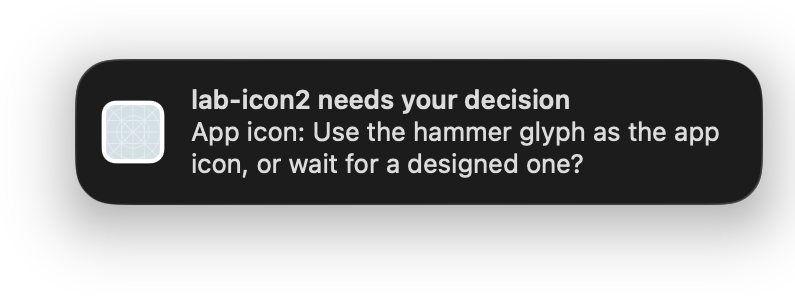 lab-icon2 needs your decision
App icon: Use the hammer glyph as the app
icon, or wait for a designed one?